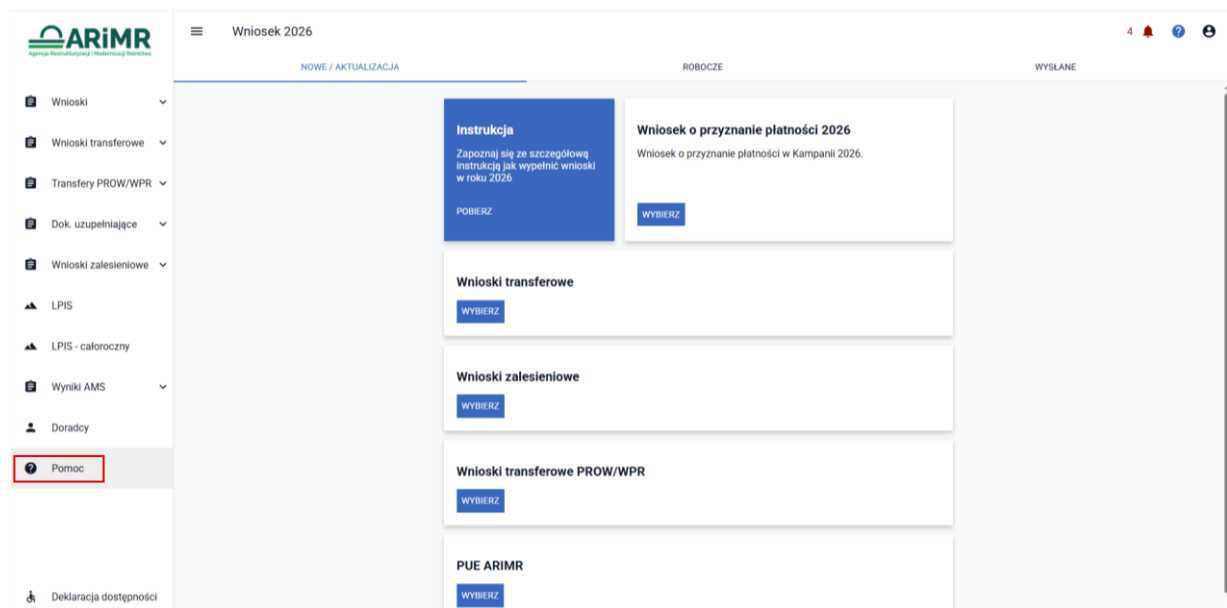 ARiMR
Agencja Restrukturyzacji i Modernizacji Rolnictwa
Wniosek 2026
4
NOWE / AKTUALIZACJA
ROBOCZE
WYSŁANE
Wnioski
Wnioski transferowe
Transfery PROW/WPR
Dok. uzupełniające
Wnioski zalesieniowe
LPIS
LPIS - całoroczny
Wyniki AMS
Doradcy
Pomoc
Deklaracja dostępności
Instrukcja
Zapoznaj się ze szczegółową
instrukcją jak wypełnić wnioski
w roku 2026
POBIERZ
Wniosek o przyznanie płatności 2026
Wniosek o przyznanie płatności w Kampanii 2026.
WYBIERZ
Wnioski transferowe
WYBIERZ
Wnioski zalesieniowe
WYBIERZ
Wnioski transferowe PROW/WPR
WYBIERZ
PUE ARIMR
WYBIERZ